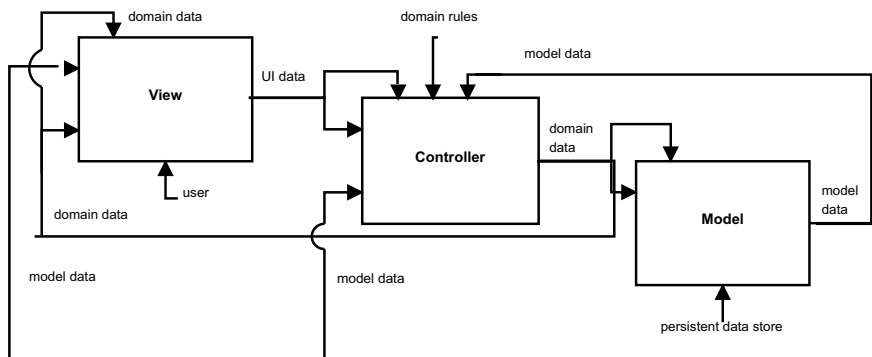 domain data
domain rules
model data
UI data
View
Controller
domain
data
user
domain data
model
data
Model
model data
model data
persistent data store